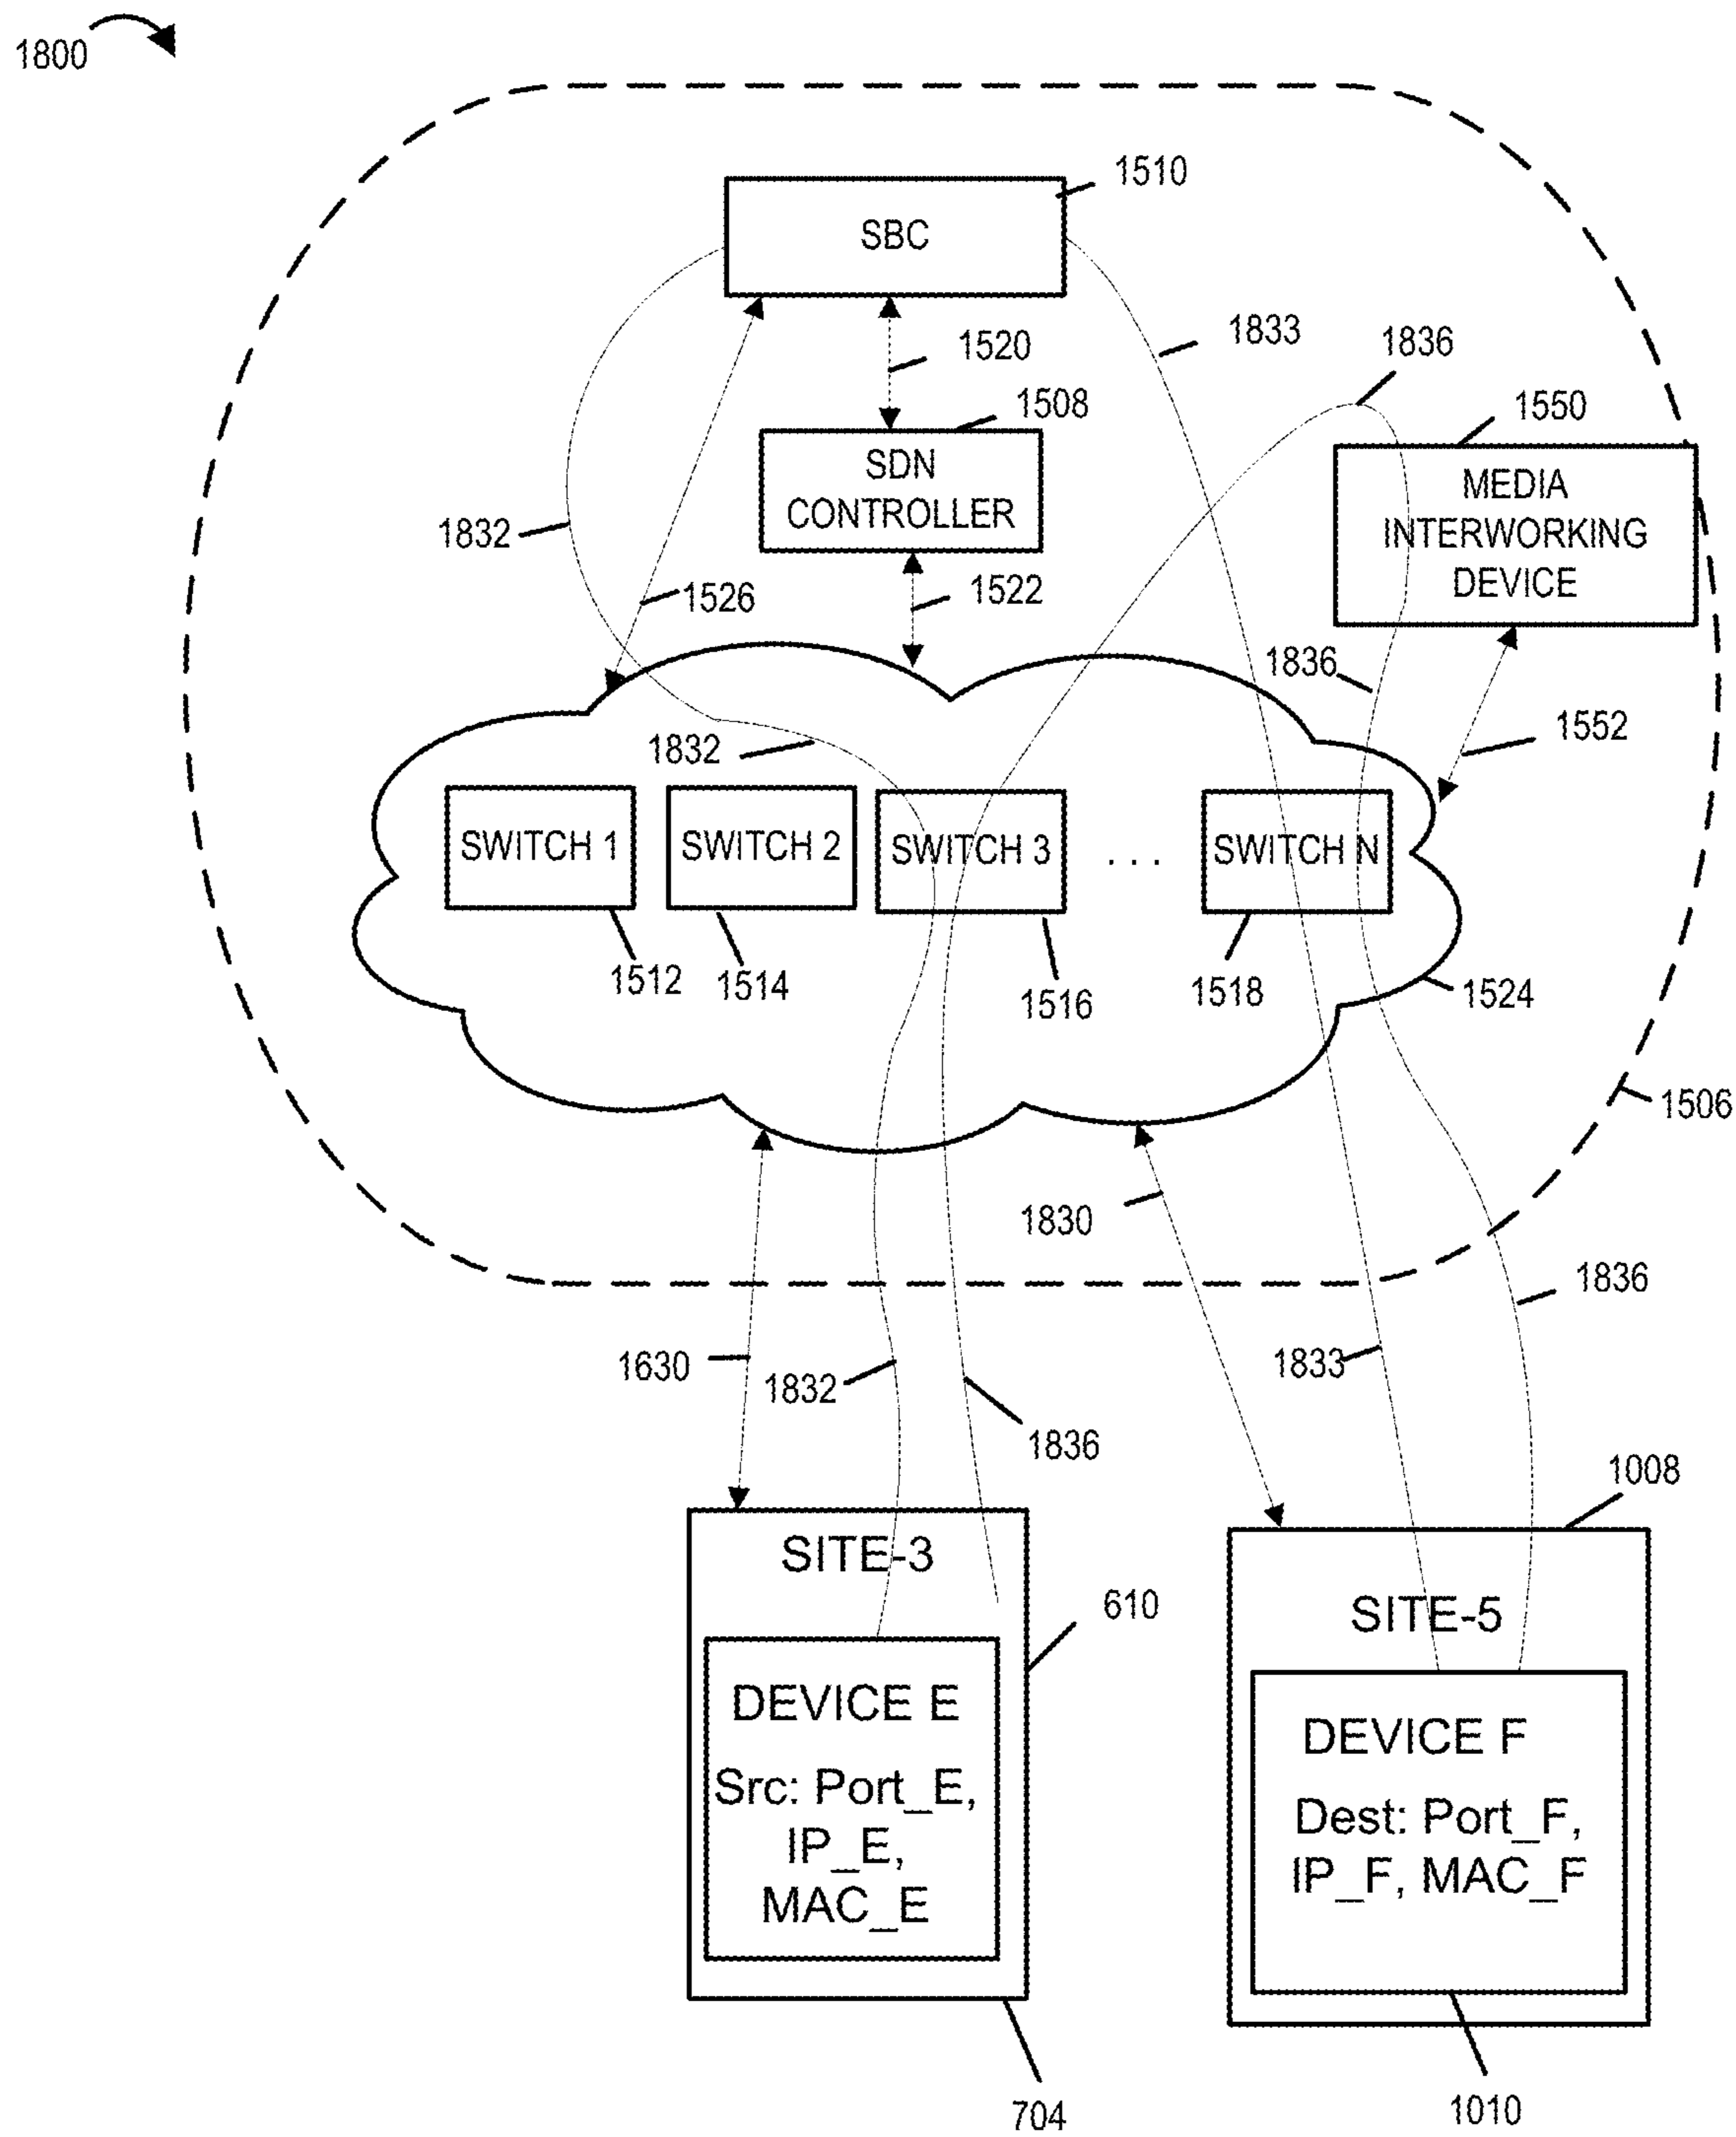 1800
1510
SBC
1520
1833
1836
1508
1550
SDN
CONTROLLER
MEDIA
INTERWORKING
DEVICE
1832
1526
1522
1836
1832
1552
SWITCH 1
SWITCH 2
SWITCH 3
...
SWITCH N
1512
1514
1516
1518
1524
1506
1830
1836
1630
1832
1833
1836
1008
SITE-3
610
SITE-5
DEVICE E
Src: Port_E,
IP_E,
MAC_E
DEVICE F
Dest: Port_F,
IP_F, MAC_F
704
1010